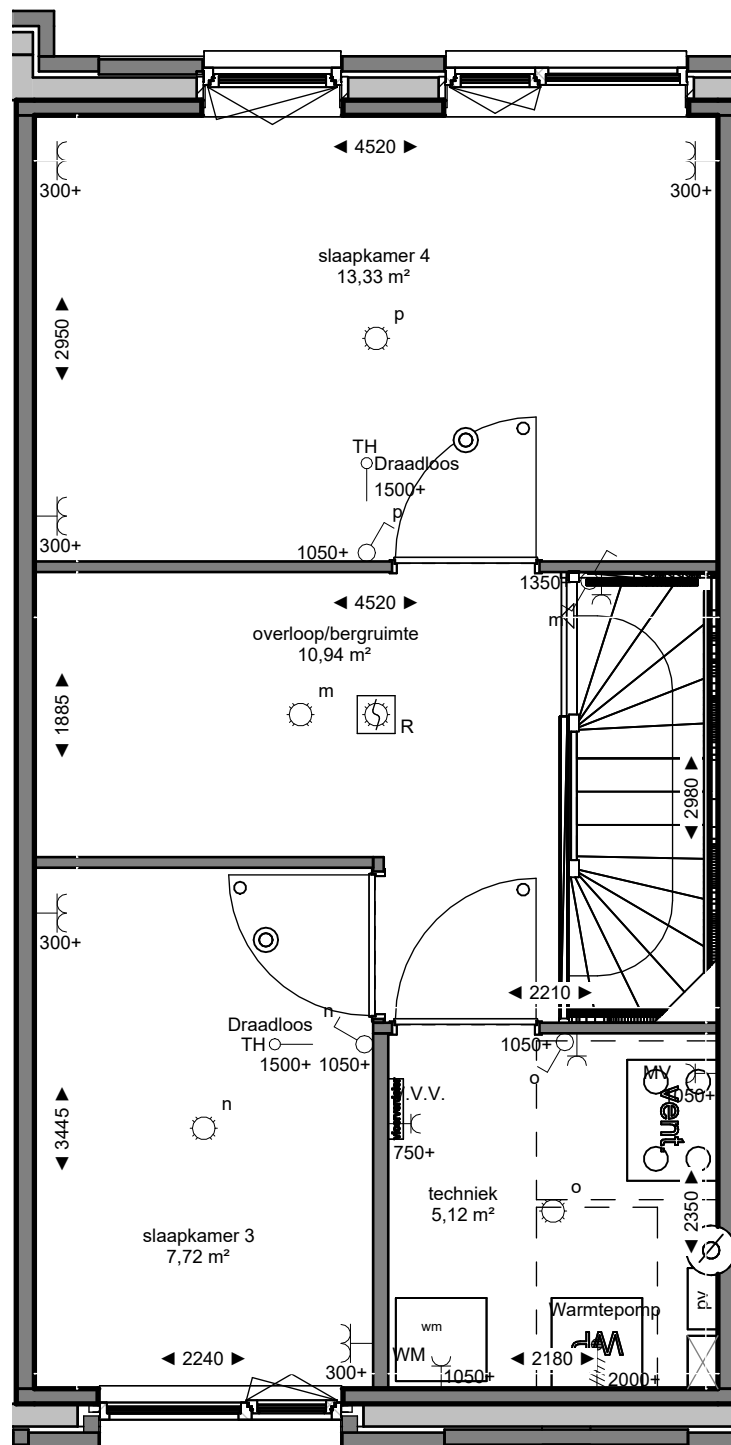 4520
300+
300+
slaapkamer 4
13,33 m²
p
2950
TH
Draadloos
1500+
p
300+
1050+
1350+
4520
m
overloop/bergruimte
10,94 m²
m
R
1885
2980
300+
2210
n
Draadloos
TH
1500+
1050+
1050+
o
MV
050+
vent.
n
.V.V.
750+
3445
techniek
5,12 m²
o
2350
slaapkamer 3
7,72 m²
pv
Warmtepomp
wm
WM
WP
2240
300+
1050+
2180
2000+